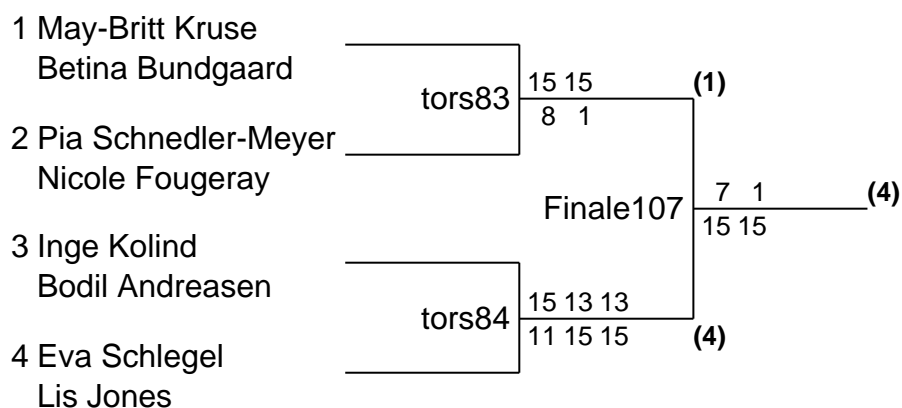 1 May-Britt Kruse
Betina Bundgaard
tors83
15 15
8 1
(1)
2 Pia Schnedler-Meyer
Nicole Fougeray
Finale107
7 1
15 15
(4)
3 Inge Kolind
Bodil Andreasen
tors84
15 13 13
11 15 15
(4)
4 Eva Schlegel
Lis Jones